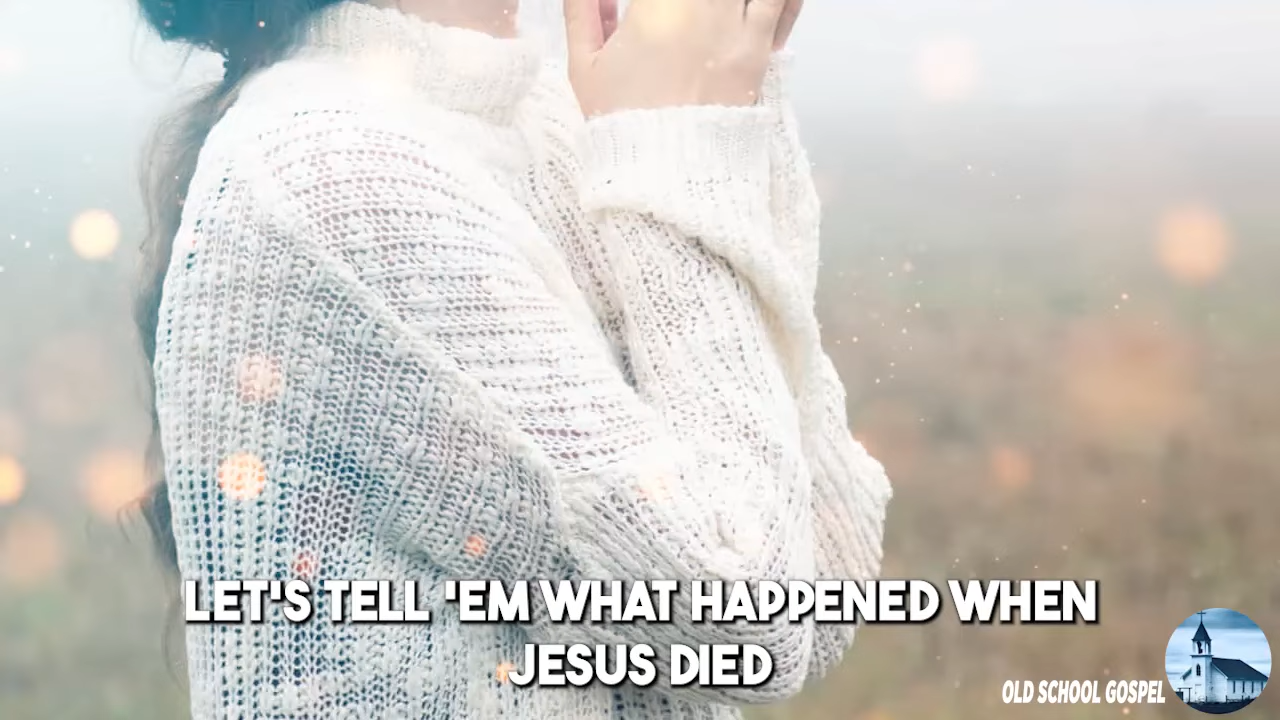 LET'S TELL 'EM WHAT HAPPENED WHEN
JESUS DIED
OLD SCHOOL GOSPEL